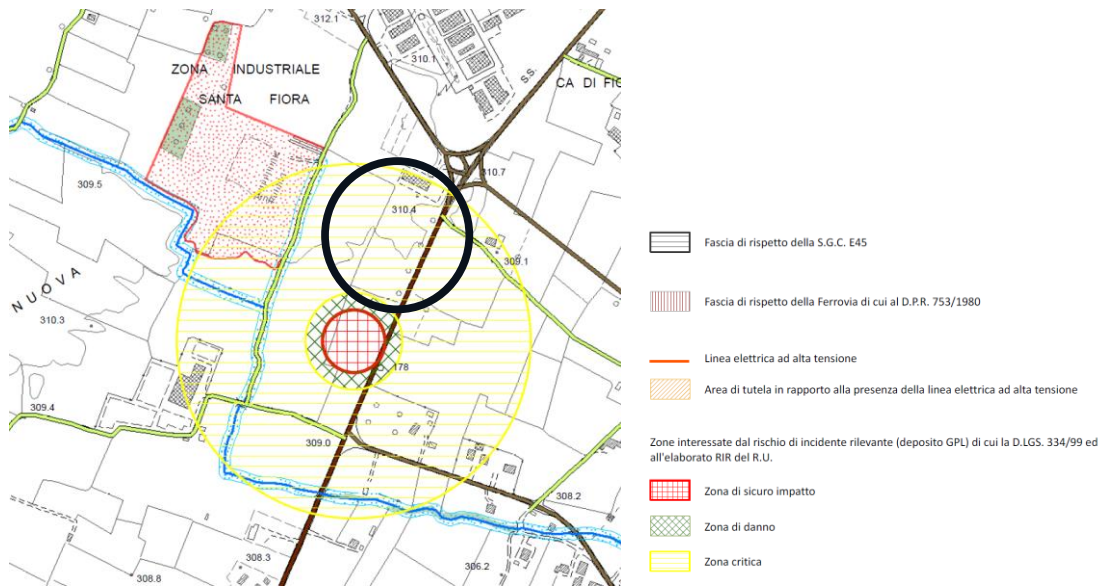 312.1
310.1
ZONA INDUSTRIALE
S.S.
SANTA FIORA
CA DI FIO
309.5
310.7
310.4
309.1
NUOVA
310.3
178
309.4
309.0
308.2
308.3
306.2
308.8
Fascia di rispetto della S.G.C. E45
Fascia di rispetto della Ferrovia di cui al D.P.R. 753/1980
Linea elettrica ad alta tensione
Area di tutela in rapporto alla presenza della linea elettrica ad alta tensione
Zone interessate dal rischio di incidente rilevante (deposito GPL) di cui la D.LGS. 334/99 ed
all'elaborato RIR del R.U.
Zona di sicuro impatto
Zona di danno
Zona critica